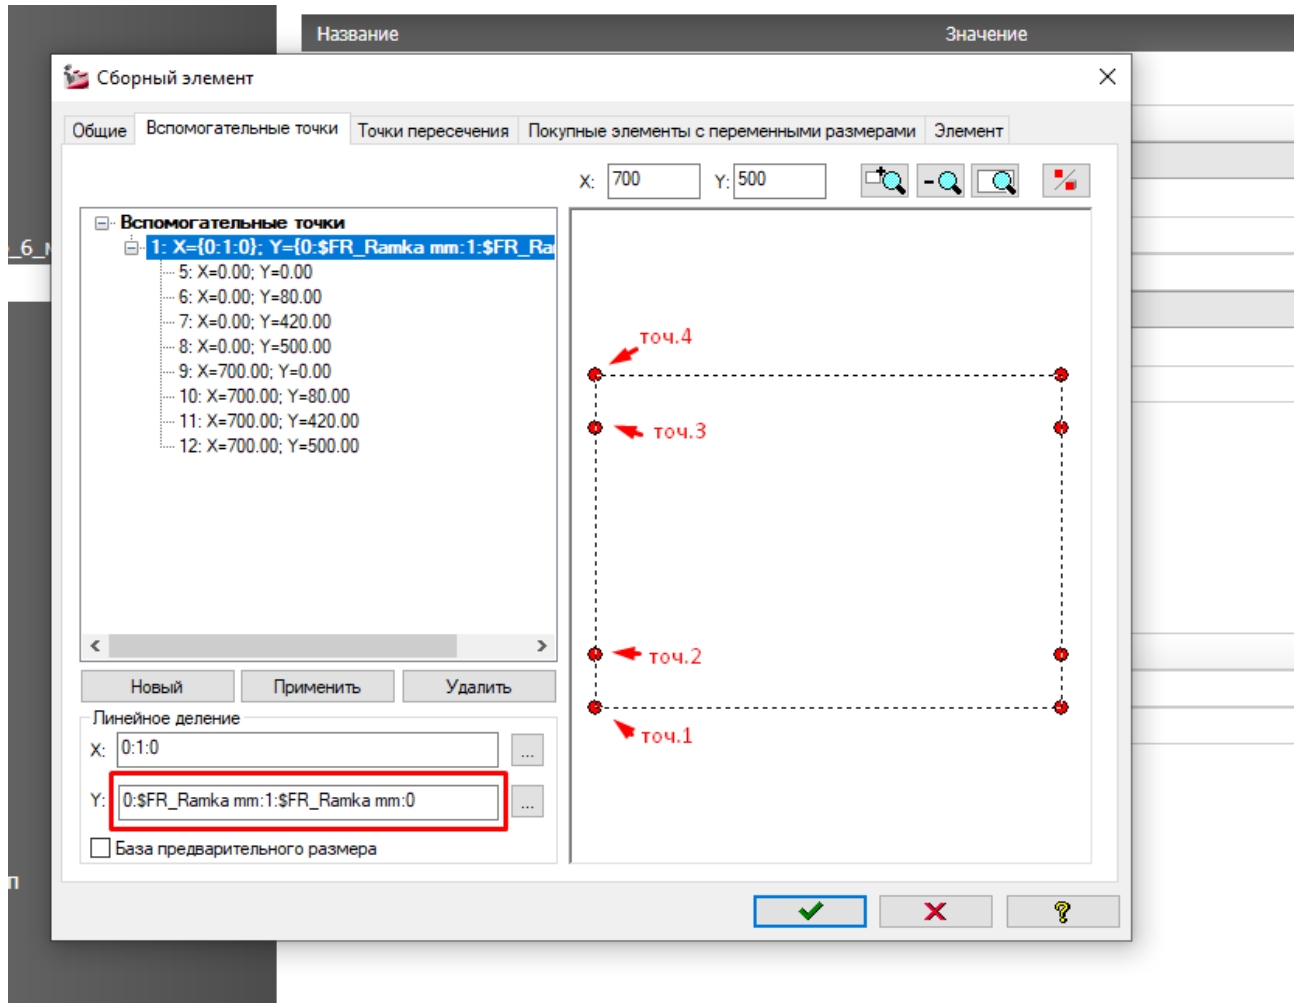 Название Значение
Сборный элемент
Общие Вспомогательные точки Точки пересечения Покупные элементы с переменными размерами Элемент
X: 700 Y: 500
Вспомогательные точки
1: X={0:1:0}; Y={0:$FR_Ramka mm:1:$FR_Ra
5: X=0.00; Y=0.00
6: X=0.00; Y=80.00
7: X=0.00; Y=420.00
8: X=0.00; Y=500.00
9: X=700.00; Y=0.00
10: X=700.00; Y=80.00
11: X=700.00; Y=420.00
12: X=700.00; Y=500.00
точ.4
точ.3
точ.2
точ.1
Новый Применить Удалить
Линейное деление
X: 0:1:0 ...
Y: 0:$FR_Ramka mm:1:$FR_Ramka mm:0 ...
База предварительного размера